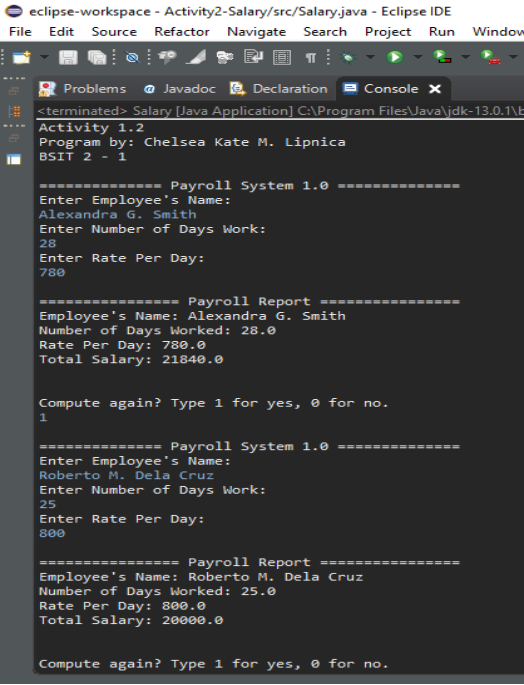 eclipse-workspace - Activity2-Salary/src/Salary.java - Eclipse IDE
File Edit Source Refactor Navigate Search Project Run Window
Problems @ Javadoc Declaration Console
<terminated> Salary [Java Application] C:\Program Files\Java\jdk-13.0.1\b
Activity 1.2
Program by: Chelsea Kate M. Lipnica
BSIT 2 - 1
============== Payroll System 1.0 ==============
Enter Employee's Name:
Alexandra G. Smith
Enter Number of Days Work:
28
Enter Rate Per Day:
780
================ Payroll Report ================
Employee's Name: Alexandra G. Smith
Number of Days Worked: 28.0
Rate Per Day: 780.0
Total Salary: 21840.0
Compute again? Type 1 for yes, 0 for no.
1
============== Payroll System 1.0 ==============
Enter Employee's Name:
Roberto M. Dela Cruz
Enter Number of Days Work:
25
Enter Rate Per Day:
800
================ Payroll Report ================
Employee's Name: Roberto M. Dela Cruz
Number of Days Worked: 25.0
Rate Per Day: 800.0
Total Salary: 20000.0
Compute again? Type 1 for yes, 0 for no.